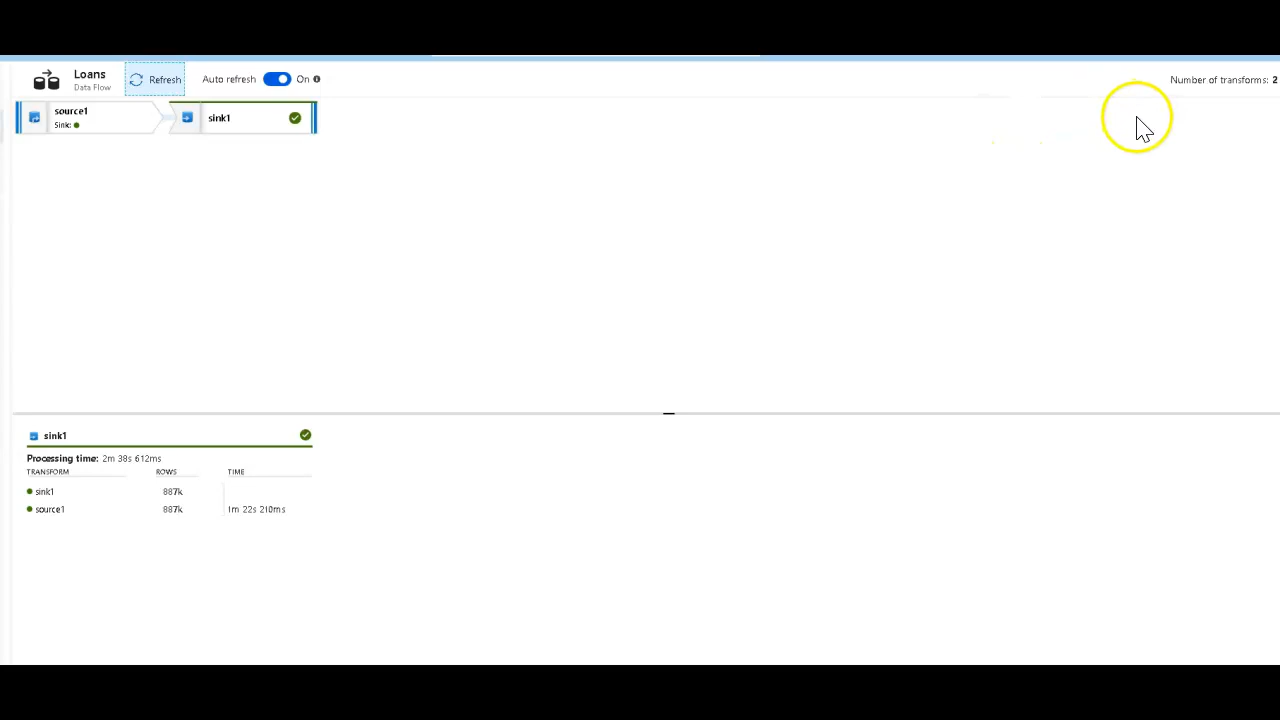 Loans
Data Flow
Refresh
Auto refresh On
Number of transforms: 2
source1
Sink:
sink1
sink1
Processing time: 2m 38s 612ms
TRANSFORM ROWS TIME
sink1 887k
source1 887k 1m 22s 210ms